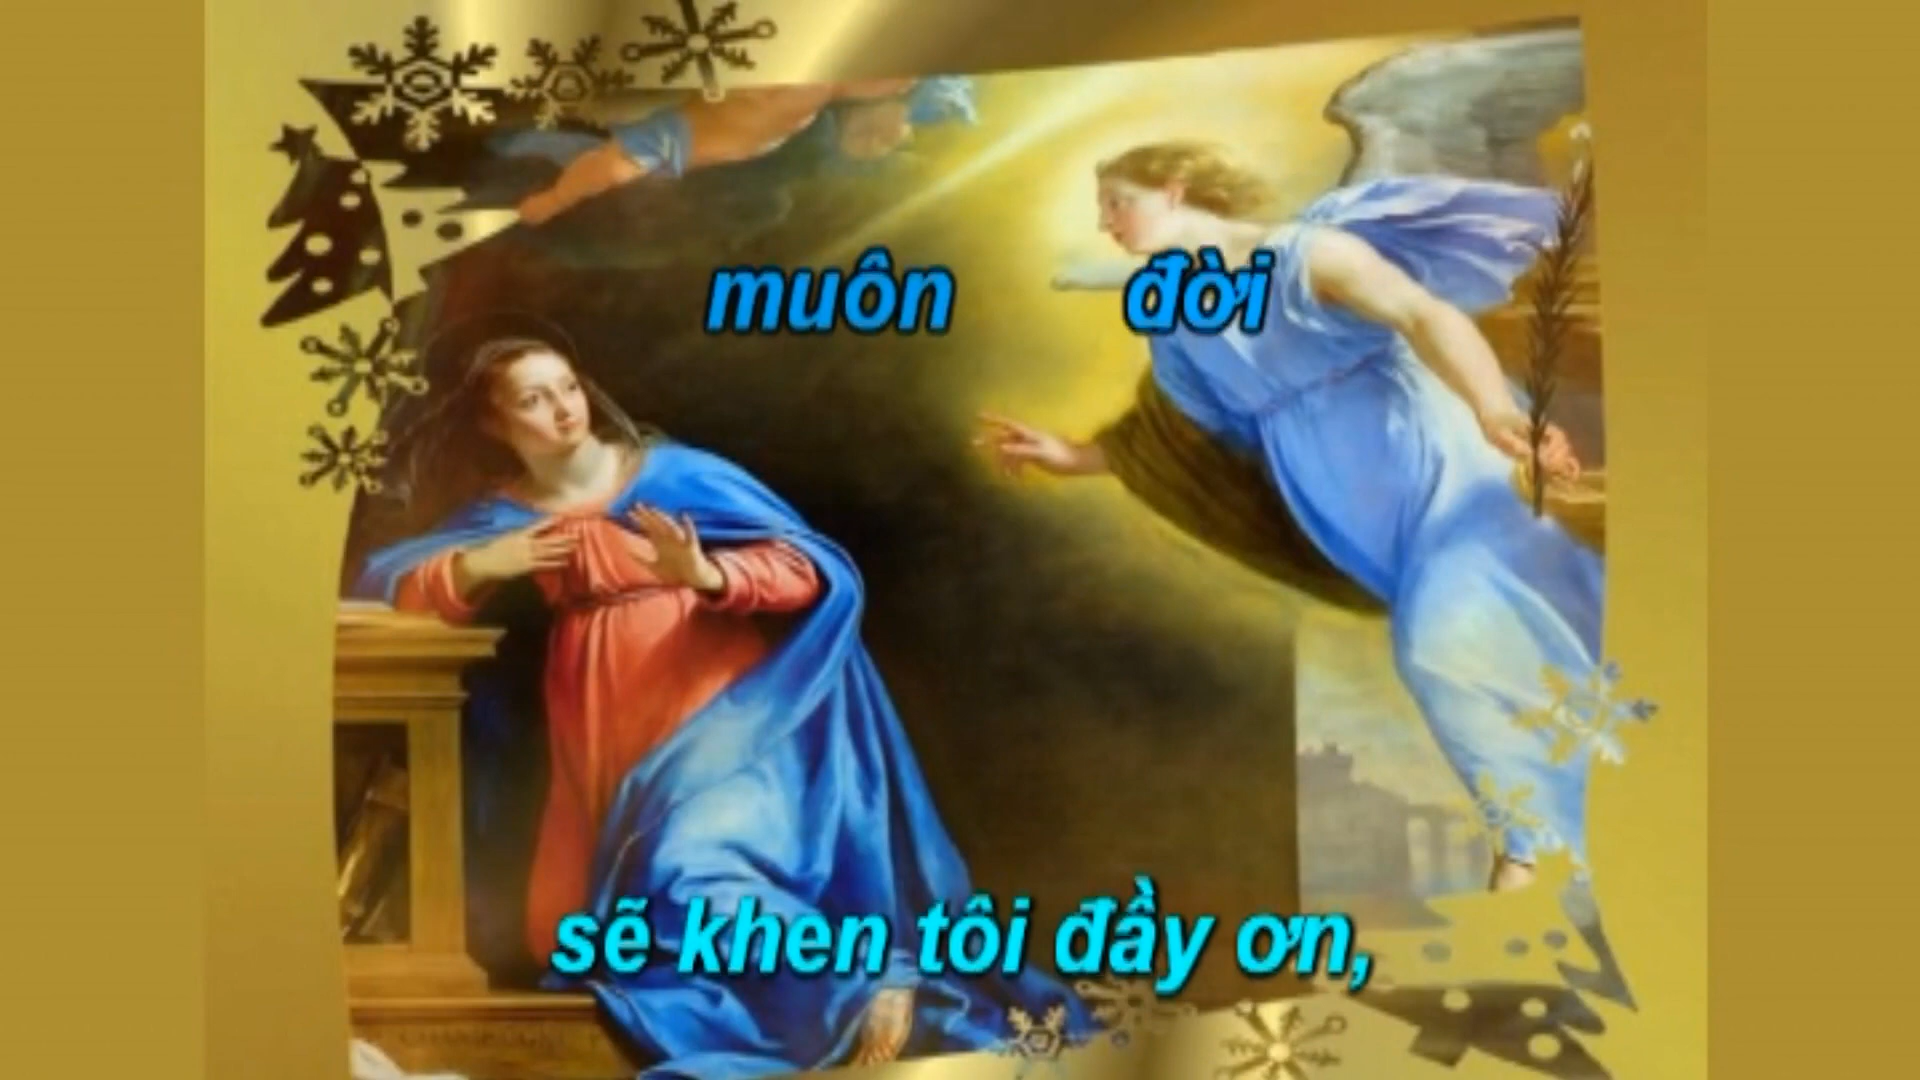 muôn đời
sẽ khen tôi đầy ơn,